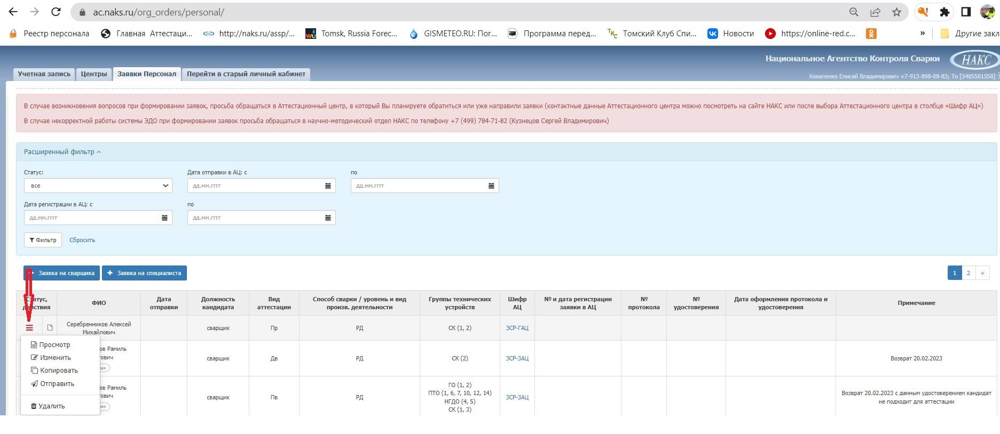 ac.naks.ru/org_orders/personal/
Реестр персонала
Главная Аттестаци...
http://naks.ru/assp/...
Tomsk, Russia Forec...
GISMETEO.RU: Пог...
Программа перед...
Томский Клуб Спи...
Новости
https://online-red.c...
»
Другие закл
Национальное Агентство Контроля Сварки
НАКС
Учетная запись
Центры
Заявки Персонал
Перейти в старый личный кабинет
Коваленко Елисей Владимирович +7-913-898-08-83; То [5405501558]
В случае возникновения вопросов при формировании заявок, просьба обращаться в Аттестационный центр, в который Вы планируете обратиться или уже направили заявки (контактные данные Аттестационного центра можно посмотреть на сайте НАКС или после выбора Аттестационного центра в столбце «Шифр АЦ»)
В случае некорректной работы системы ЭДО при формировании заявок просьба обращаться в научно-методический отдел НАКС по телефону +7 (499) 784-71-82 (Кузнецов Сергей Владимирович)
Расширенный фильтр
Статус:
Дата отправки в АЦ: с
по
все
дд.мм.гггг
дд.мм.гггг
Дата регистрации в АЦ: с
по
дд.мм.гггг
дд.мм.гггг
Фильтр
Сбросить
Заявка на сварщика
+ Заявка на специалиста
1 2 »
Статус, действия
ФИО
Дата отправки
Должность кандидата
Вид аттестации
Способ сварки / уровень и вид произв. деятельности
Группы технических устройств
Шифр АЦ
№ и дата регистрации заявки в АЦ
№ протокола
№ удостоверения
Дата оформления протокола и удостоверения
Примечание
Серебренников Алексей
Михайлович
сварщик
Пр
РД
СК (1, 2)
ЗСР-ГАЦ
Просмотр
Изменить
Копировать
Отправить
Удалить
ов Рамиль
ович
сварщик
Дв
РД
СК (2)
ЗСР-3АЦ
Возврат 20.02.2023
ов Рамиль
ович
сварщик
Пв
РД
ГО (1, 2)
ПТО (1, 6, 7, 10, 12, 14)
НГДО (4, 5)
СК (1, 3)
ЗСР-3АЦ
Возврат 20.02.2023 с данным удостоверением кандидат
не подходит для аттестации